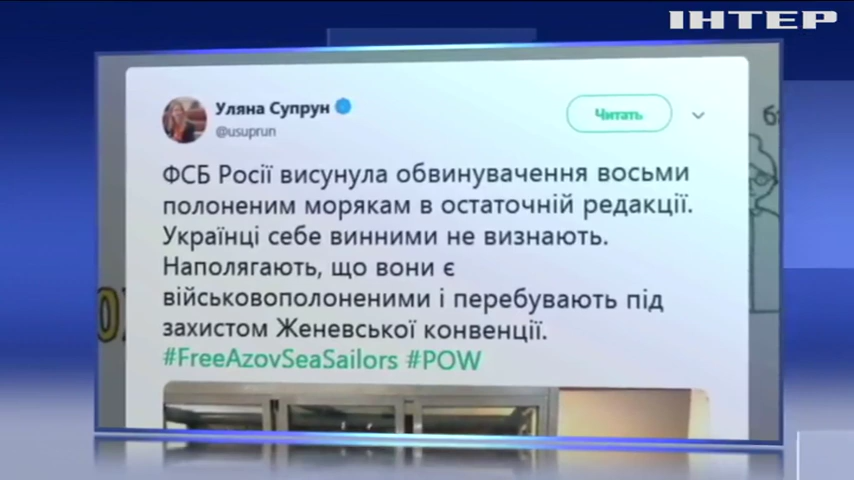 ІНТЕР
Уляна Супрун
@usuprun
Читать
ФСБ Росії висунула обвинувачення восьми
полоненим морякам в остаточній редакції.
Українці себе винними не визнають.
Наполягають, що вони є
військовополоненими і перебувають під
захистом Женевської конвенції.
#FreeAzovSeaSailors #POW